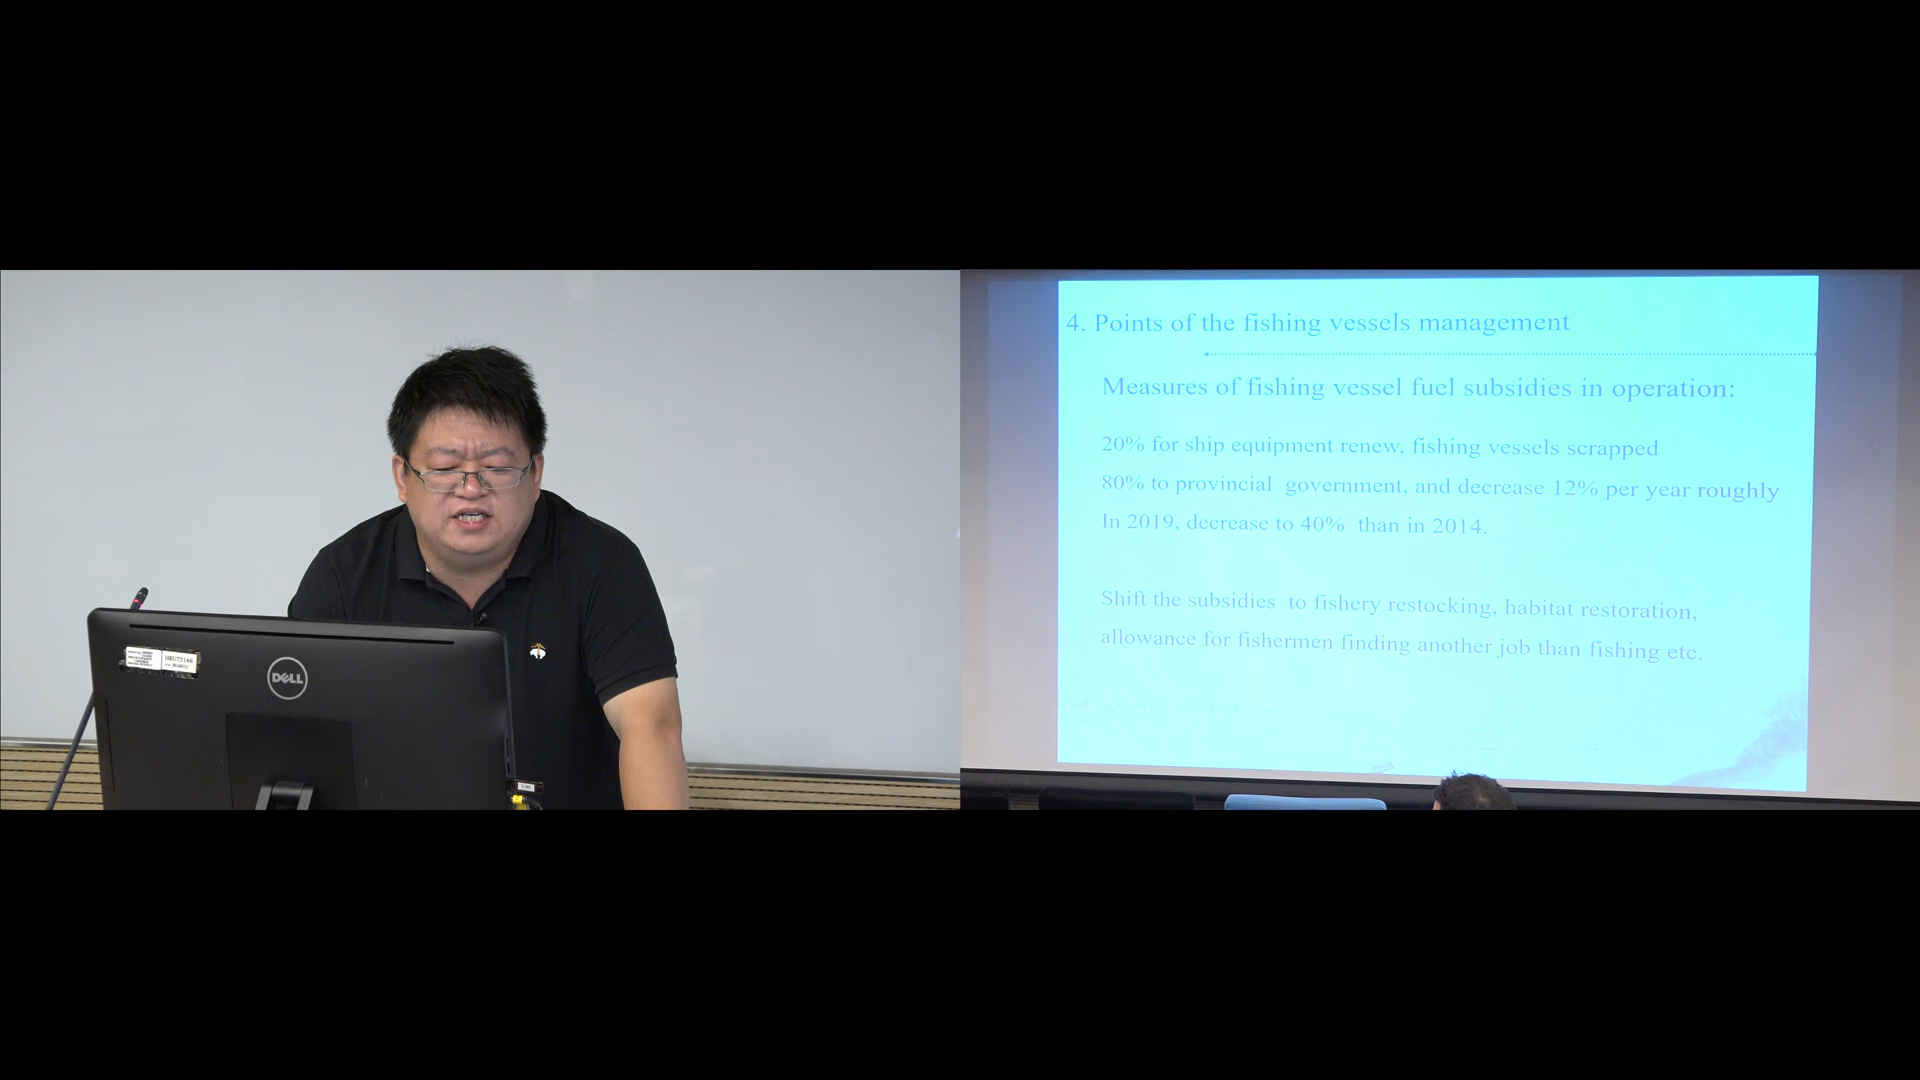 DELL
4. Points of the fishing vessels management
Measures of fishing vessel fuel subsidies in operation:
20% for ship equipment renew, fishing vessels scrapped
80% to provincial government, and decrease 12% per year roughly
In 2019, decrease to 40% than in 2014.
Shift the subsidies to fishery restocking, habitat restoration,
allowance for fishermen finding another job than fishing etc.